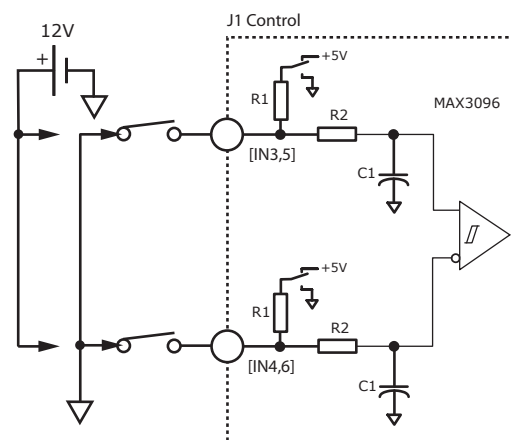 J1 Control
12V
+
+5V
R1
R2
MAX3096
[IN3,5]
C1
+5V
R1
R2
[IN4,6]
C1